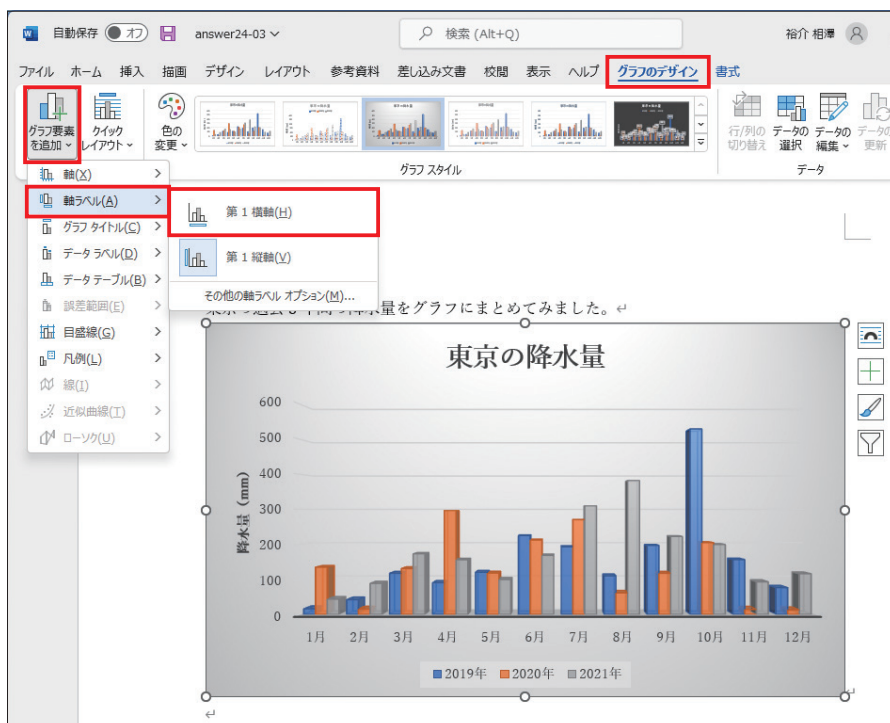 自動保存 オフ answer24-03 検索 (Alt+Q) 裕介 相澤
ファイル ホーム 挿入 描画 デザイン レイアウト 参考資料 差し込み文書 校閲 表示 ヘルプ グラフのデザイン 書式
グラフ要素を追加
クイックレイアウト
色の変更
グラフ スタイル
行/列の切り替え
データの選択
データの編集
データの更新
データ
軸(X)
軸ラベル(A)
グラフ タイトル(C)
データ ラベル(D)
データ テーブル(B)
誤差範囲(E)
目盛線(G)
凡例(L)
線(I)
近似曲線(T)
ローソク(U)
第 1 横軸(H)
第 1 縦軸(V)
その他の軸ラベル オプション(M)...
をグラフにまとめてみました。
東京の降水量
降水量（mm）
600
500
400
300
200
100
0
1月 2月 3月 4月 5月 6月 7月 8月 9月 10月 11月 12月
2019年 2020年 2021年